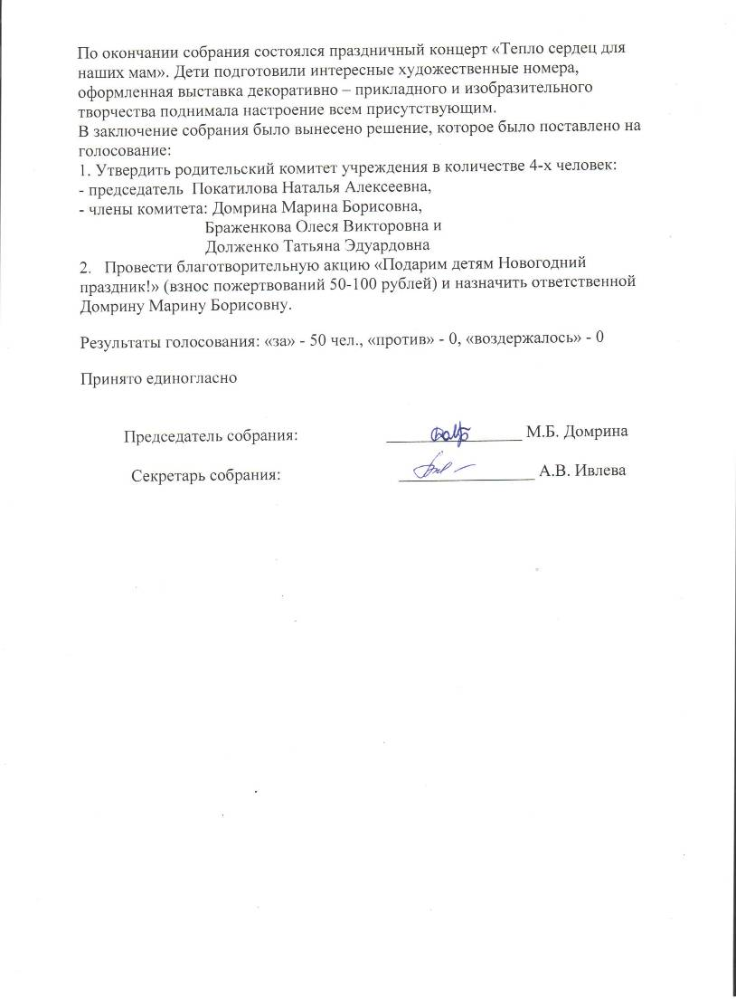 По окончании собрания состоялся праздничный концерт «Тепло сердец для
наших мам». Дети подготовили интересные художественные номера,
оформленная выставка декоративно – прикладного и изобразительного
творчества поднимала настроение всем присутствующим.
В заключение собрания было вынесено решение, которое было поставлено на
голосование:
1. Утвердить родительский комитет учреждения в количестве 4-х человек:
- председатель Покатилова Наталья Алексеевна,
- члены комитета: Домрина Марина Борисовна,
Браженкова Олеся Викторовна и
Долженко Татьяна Эдуардовна
2. Провести благотворительную акцию «Подарим детям Новогодний
праздник!» (взнос пожертвований 50-100 рублей) и назначить ответственной
Домрину Марину Борисовну.
Результаты голосования: «за» - 50 чел., «против» - 0, «воздержалось» - 0
Принято единогласно
Председатель собрания: ________________ М.Б. Домрина
Секретарь собрания: ________________ А.В. Ивлева